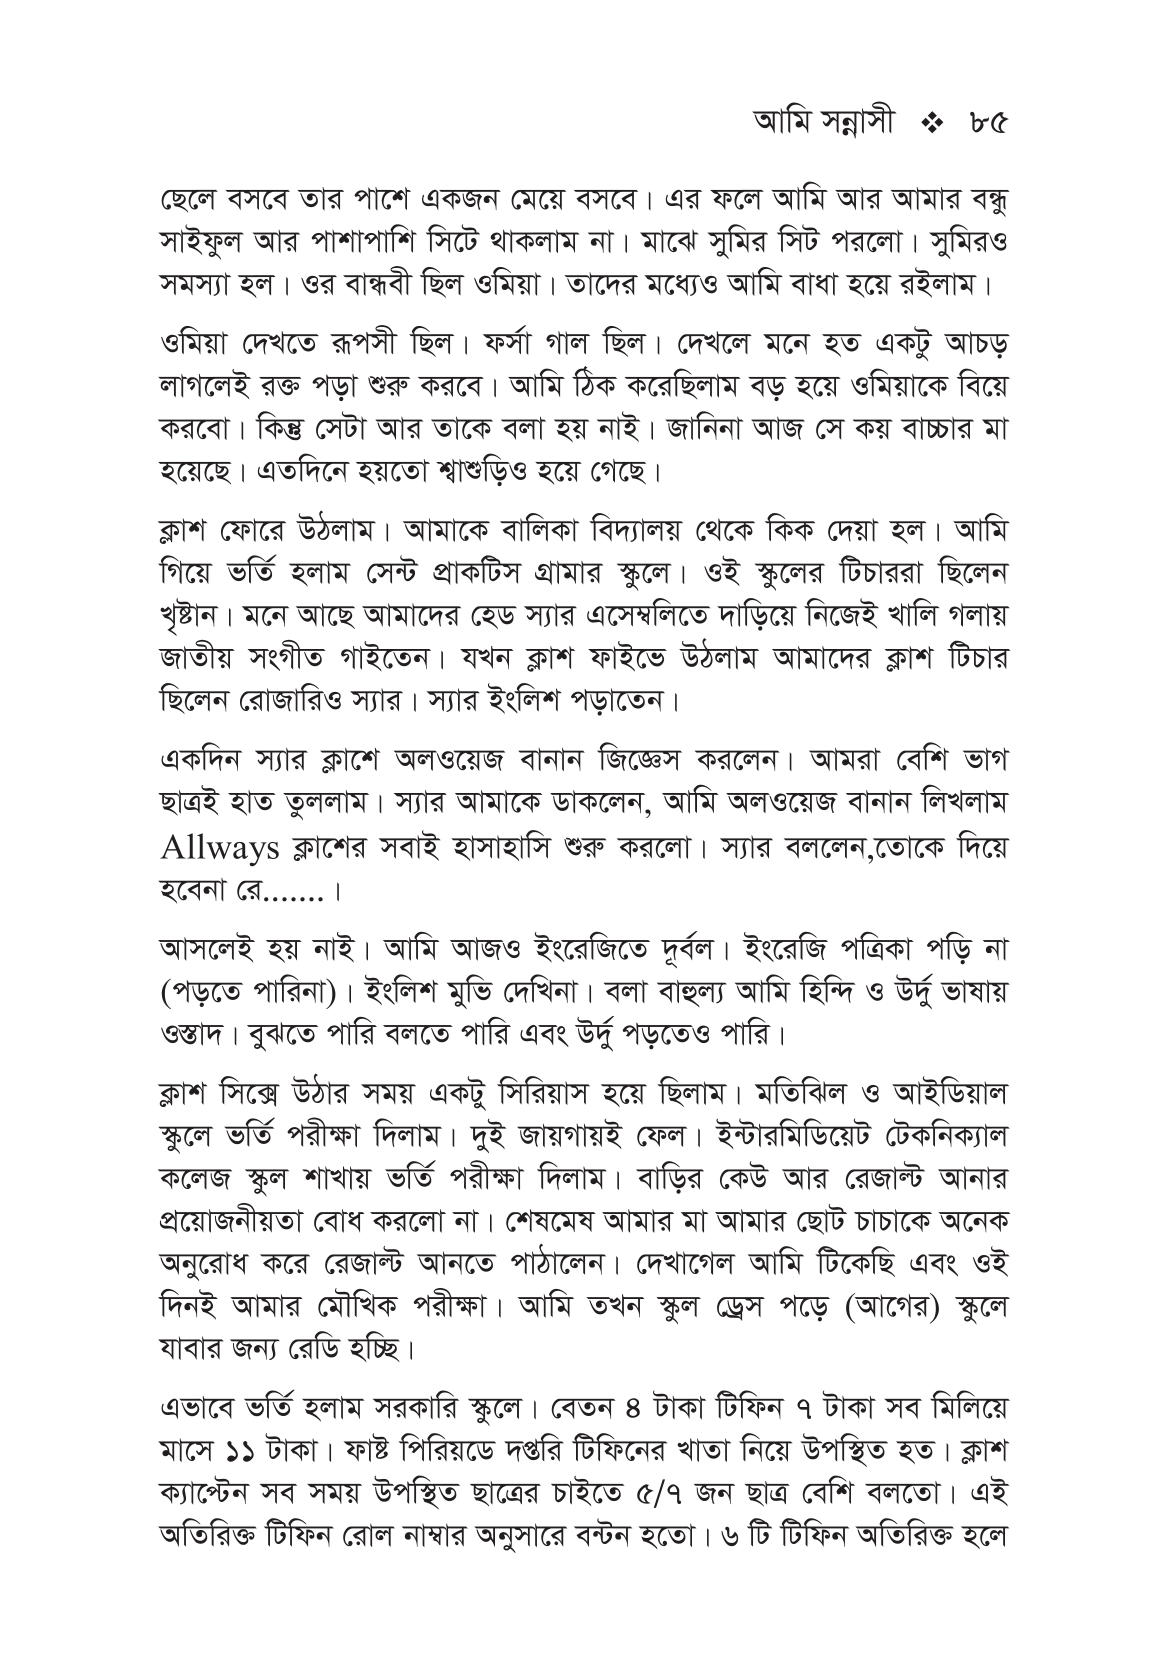 আমি সন্নাসী ❖ ৮৫
ছেলে বসবে তার পাশে একজন মেয়ে বসবে। এর ফলে আমি আর আমার বন্ধু
সাইফুল আর পাশাপাশি সিটে থাকলাম না। মাঝে সুমির সিট পরলো। সুমিরও
সমস্যা হল। ওর বান্ধবী ছিল ওমিয়া। তাদের মধ্যেও আমি বাধা হয়ে রইলাম।
ওমিয়া দেখতে রূপসী ছিল। ফর্সা গাল ছিল। দেখলে মনে হত একটু আচড়
লাগলেই রক্ত পড়া শুরু করবে। আমি ঠিক করেছিলাম বড় হয়ে ওমিয়াকে বিয়ে
করবো। কিন্তু সেটা আর তাকে বলা হয় নাই। জানিনা আজ সে কয় বাচ্চার মা
হয়েছে। এতদিনে হয়তো শ্বাশুড়িও হয়ে গেছে।
ক্লাশ ফোরে উঠলাম। আমাকে বালিকা বিদ্যালয় থেকে কিক দেয়া হল। আমি
গিয়ে ভর্তি হলাম সেন্ট প্রাকটিস গ্রামার স্কুলে। ওই স্কুলের টিচাররা ছিলেন
খৃষ্টান। মনে আছে আমাদের হেড স্যার এসেম্বলিতে দাড়িয়ে নিজেই খালি গলায়
জাতীয় সংগীত গাইতেন। যখন ক্লাশ ফাইভে উঠলাম আমাদের ক্লাশ টিচার
ছিলেন রোজারিও স্যার। স্যার ইংলিশ পড়াতেন।
একদিন স্যার ক্লাশে অলওয়েজ বানান জিজ্ঞেস করলেন। আমরা বেশি ভাগ
ছাত্রই হাত তুললাম। স্যার আমাকে ডাকলেন, আমি অলওয়েজ বানান লিখলাম
Allways ক্লাশের সবাই হাসাহাসি শুরু করলো। স্যার বললেন,তোকে দিয়ে
হবেনা রে.......।
আসলেই হয় নাই। আমি আজও ইংরেজিতে দূর্বল। ইংরেজি পত্রিকা পড়ি না
(পড়তে পারিনা)। ইংলিশ মুভি দেখিনা। বলা বাহুল্য আমি হিন্দি ও উর্দু ভাষায়
ওস্তাদ। বুঝতে পারি বলতে পারি এবং উর্দু পড়তেও পারি।
ক্লাশ সিক্সে উঠার সময় একটু সিরিয়াস হয়ে ছিলাম। মতিঝিল ও আইডিয়াল
স্কুলে ভর্তি পরীক্ষা দিলাম। দুই জায়গায়ই ফেল। ইন্টারমিডিয়েট টেকনিক্যাল
কলেজ স্কুল শাখায় ভর্তি পরীক্ষা দিলাম। বাড়ির কেউ আর রেজাল্ট আনার
প্রয়োজনীয়তা বোধ করলো না। শেষমেষ আমার মা আমার ছোট চাচাকে অনেক
অনুরোধ করে রেজাল্ট আনতে পাঠালেন। দেখাগেল আমি টিকেছি এবং ওই
দিনই আমার মৌখিক পরীক্ষা। আমি তখন স্কুল ড্রেস পড়ে (আগের) স্কুলে
যাবার জন্য রেডি হচ্ছি।
এভাবে ভর্তি হলাম সরকারি স্কুলে। বেতন ৪ টাকা টিফিন ৭ টাকা সব মিলিয়ে
মাসে ১১ টাকা। ফাষ্ট পিরিয়ডে দপ্তরি টিফিনের খাতা নিয়ে উপস্থিত হত। ক্লাশ
ক্যাপ্টেন সব সময় উপস্থিত ছাত্রের চাইতে ৫/৭ জন ছাত্র বেশি বলতো। এই
অতিরিক্ত টিফিন রোল নাম্বার অনুসারে বন্টন হতো। ৬ টি টিফিন অতিরিক্ত হলে